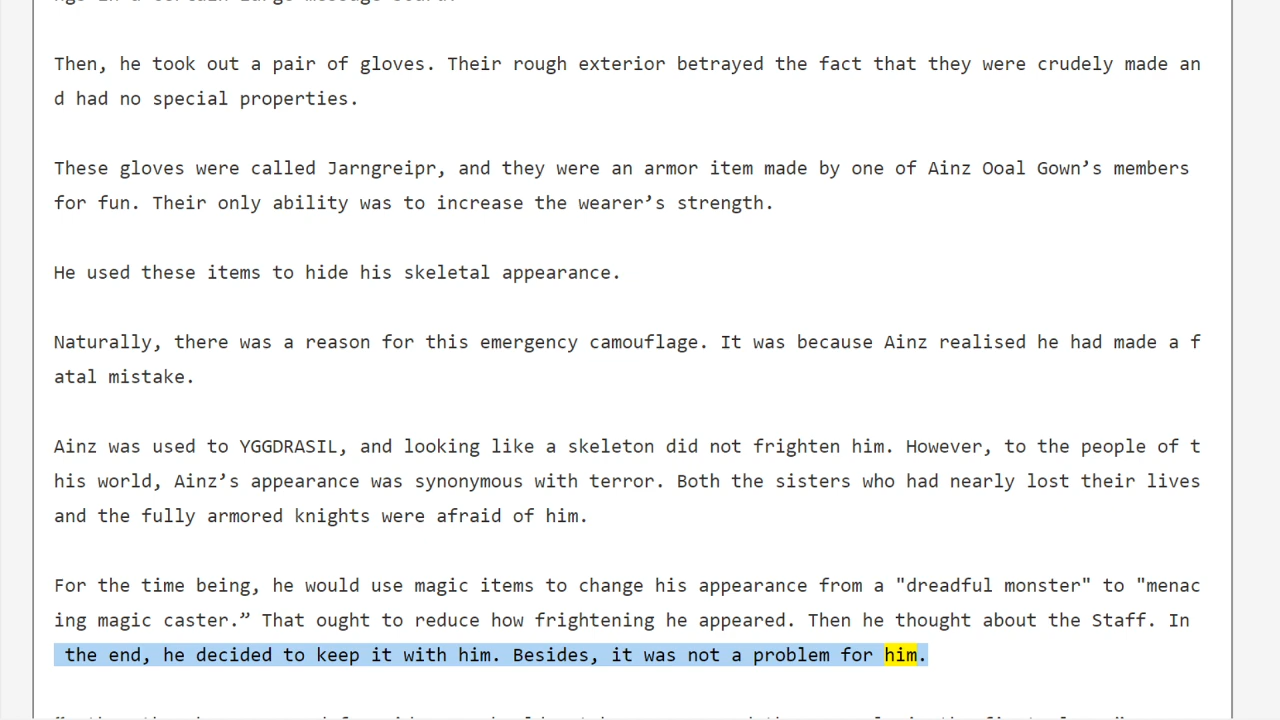 Then, he took out a pair of gloves. Their rough exterior betrayed the fact that they were crudely made an
d had no special properties.
These gloves were called Jarngreipr, and they were an armor item made by one of Ainz Ooal Gown’s members
for fun. Their only ability was to increase the wearer’s strength.
He used these items to hide his skeletal appearance.
Naturally, there was a reason for this emergency camouflage. It was because Ainz realised he had made a f
atal mistake.
Ainz was used to YGGDRASIL, and looking like a skeleton did not frighten him. However, to the people of t
his world, Ainz’s appearance was synonymous with terror. Both the sisters who had nearly lost their lives
and the fully armored knights were afraid of him.
For the time being, he would use magic items to change his appearance from a "dreadful monster" to "menac
ing magic caster.” That ought to reduce how frightening he appeared. Then he thought about the Staff. In
the end, he decided to keep it with him. Besides, it was not a problem for him.